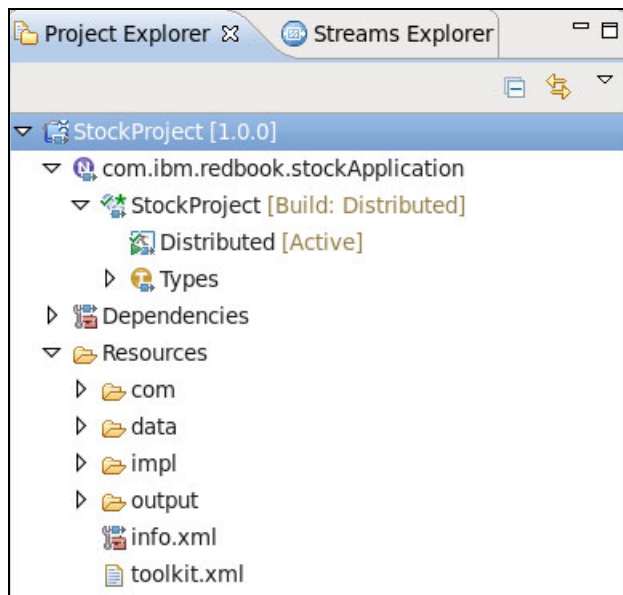 Project Explorer Streams Explorer
StockProject [1.0.0]
com.ibm.redbook.stockApplication
StockProject [Build: Distributed]
Distributed [Active]
Types
Dependencies
Resources
com
data
impl
output
info.xml
toolkit.xml